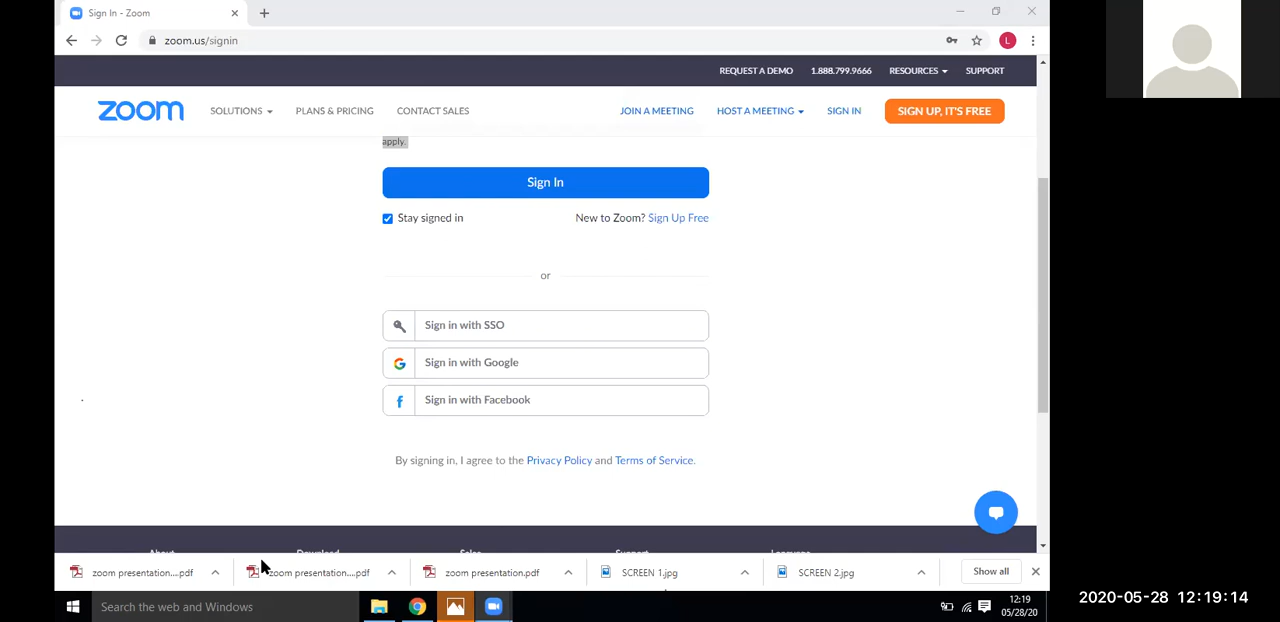 Sign In - Zoom
zoom.us/signin
L
REQUEST A DEMO 1.888.799.9666 RESOURCES SUPPORT
zoom SOLUTIONS PLANS & PRICING CONTACT SALES JOIN A MEETING HOST A MEETING SIGN IN SIGN UP, IT'S FREE
apply.
Sign In
Stay signed in New to Zoom? Sign Up Free
or
Sign in with SSO
Sign in with Google
Sign in with Facebook
By signing in, I agree to the Privacy Policy and Terms of Service.
About Download Sales Support Language
zoom presentation....pdf zoom presentation....pdf zoom presentation.pdf SCREEN 1.jpg SCREEN 2.jpg Show all
Search the web and Windows
12:19
05/28/20
2020-05-28 12:19:14